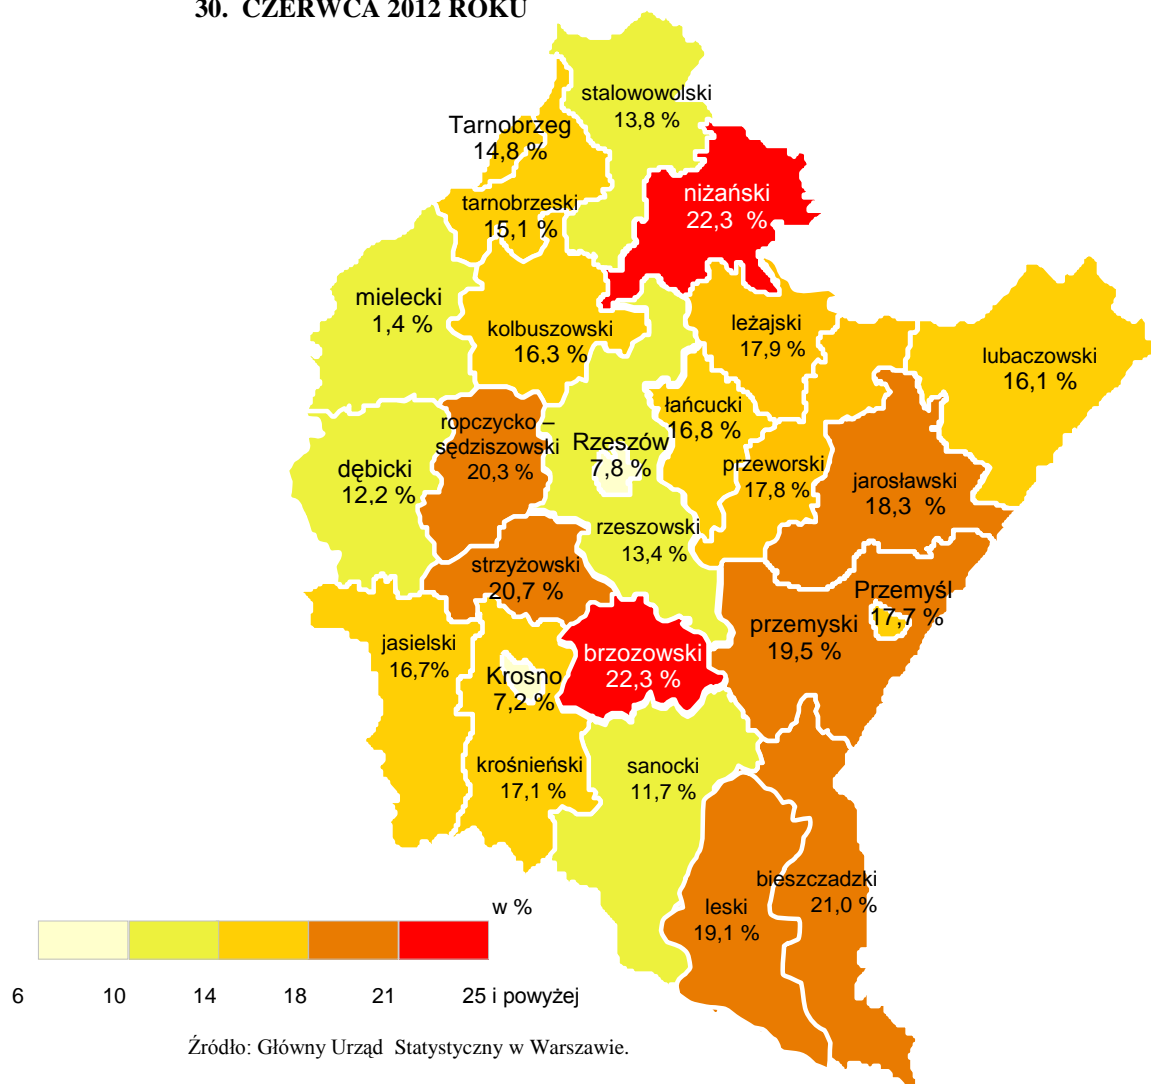 30. CZERWCA 2012 ROKU
stalowowolski
13,8 %
Tarnobrzeg
14,8 %
niżański
22,3 %
tarnobrzeski
15,1 %
mielecki
1,4 %
kolbuszowski
16,3 %
leżajski
17,9 %
lubaczowski
16,1 %
łańcucki
16,8 %
ropczycko –
sędziszowski
20,3 %
Rzeszów
7,8 %
dębicki
12,2 %
przeworski
17,8 %
jarosławski
18,3 %
rzeszowski
13,4 %
strzyżowski
20,7 %
Przemyśl
17,7 %
przemyski
19,5 %
jasielski
16,7%
brzozowski
22,3 %
Krosno
7,2 %
krośnieński
17,1 %
sanocki
11,7 %
bieszczadzki
21,0 %
leski
19,1 %
w %
6 10 14 18 21 25 i powyżej
Źródło: Główny Urząd Statystyczny w Warszawie.